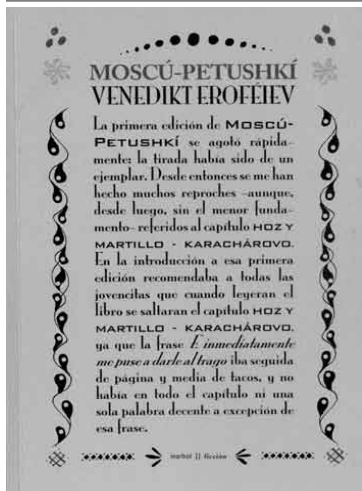 MOSCÚ-PETUSHKÍ
VENEDIKT EROFÉIEV
La primera edición de MOSCÚ-
PETUSHKÍ se agotó rápida-
mente: la tirada había sido de un
ejemplar. Desde entonces me han
hecho muchos reproches -aunque,
desde luego, sin el menor funda-
mento- referidos al capítulo HOZ Y
MARTILLO - KARACHÁROVO.
En la introducción a esa primera
edición recomendaba a todas las
jovencitas que cuando leyeran el
libro se saltaran el capítulo HOZ Y
MARTILLO - KARACHÁROVO,
ya que la frase E inmediatamente
me puse a darle al trago iba seguida
de página y media de tacos, y no
había en todo el capítulo ni una
sola palabra decente a excepción de
esa frase.
marbot || ficción